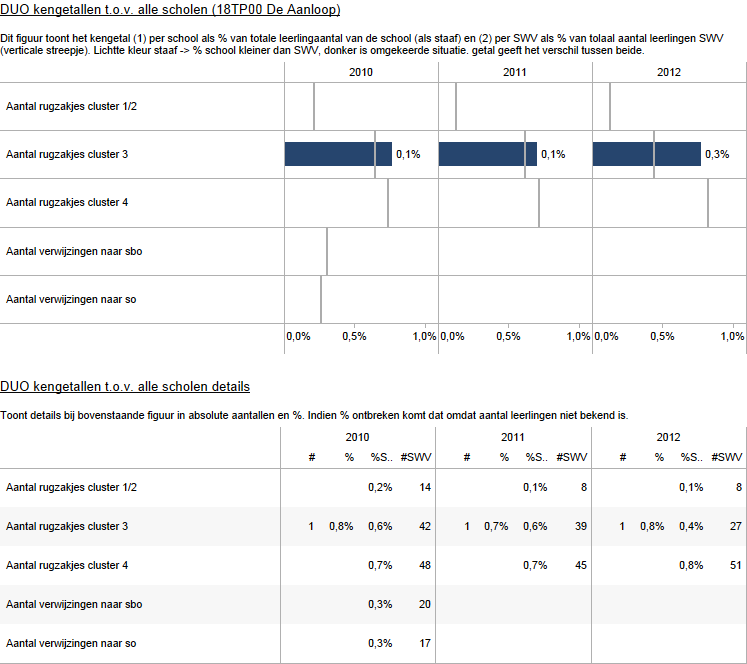 DUO kengetallen t.o.v. alle scholen (18TP00 De Aanloop)
Dit figuur toont het kengetal (1) per school als % van totale leerlingaantal van de school (als staaf) en (2) per SWV als % van tolaal aantal leerlingen SWV
(verticale streepje). Lichtte kleur staaf -> % school kleiner dan SWV, donker is omgekeerde situatie. getal geeft het verschil tussen beide.
2010 2011 2012
Aantal rugzakjes cluster 1/2
Aantal rugzakjes cluster 3 0,1% 0,1% 0,3%
Aantal rugzakjes cluster 4
Aantal verwijzingen naar sbo
Aantal verwijzingen naar so
0,0% 0,5% 1,0% 0,0% 0,5% 1,0% 0,0% 0,5% 1,0%
DUO kengetallen t.o.v. alle scholen details
Toont details bij bovenstaande figuur in absolute aantallen en %. Indien % ontbreken komt dat omdat aantal leerlingen niet bekend is.
2010 2011 2012
# % %S.. #SWV # % %S.. #SWV # % %S.. #SWV
Aantal rugzakjes cluster 1/2 0,2% 14 0,1% 8 0,1% 8
Aantal rugzakjes cluster 3 1 0,8% 0,6% 42 1 0,7% 0,6% 39 1 0,8% 0,4% 27
Aantal rugzakjes cluster 4 0,7% 48 0,7% 45 0,8% 51
Aantal verwijzingen naar sbo 0,3% 20
Aantal verwijzingen naar so 0,3% 17